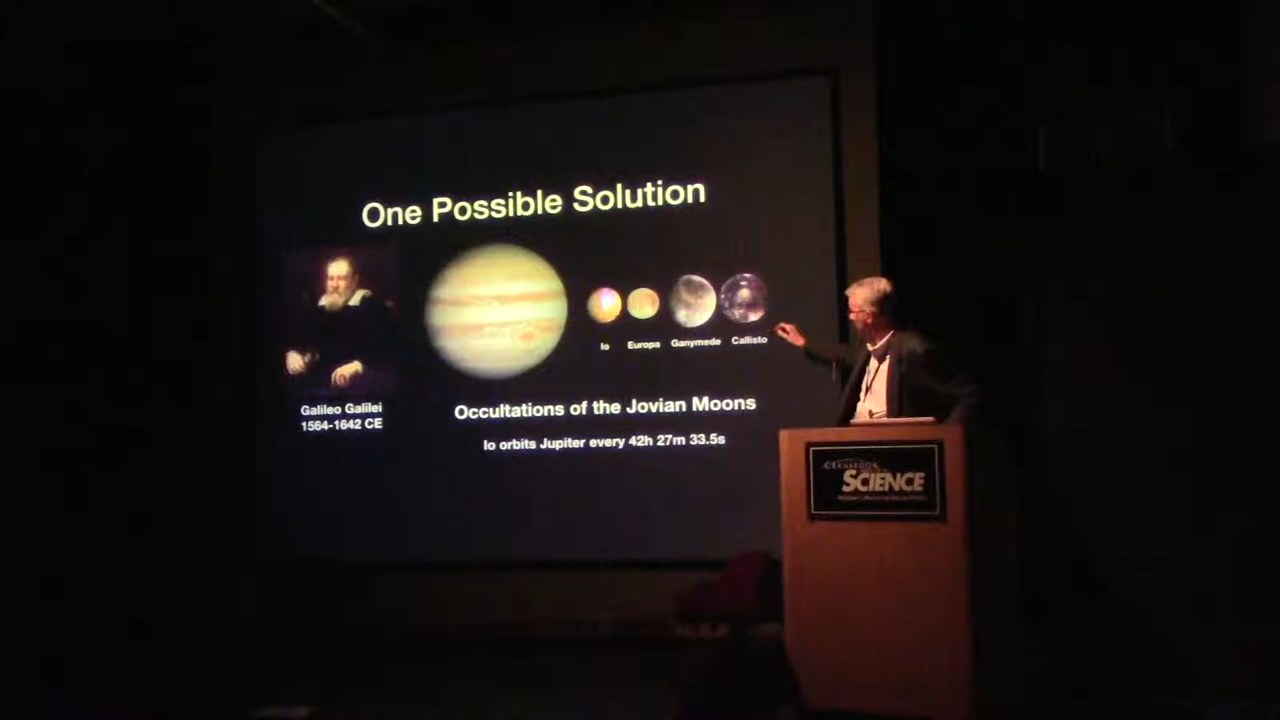 One Possible Solution
Io
Europa
Ganymede
Callisto
Galileo Galilei
1564-1642 CE
Occultations of the Jovian Moons
Io orbits Jupiter every 42h 27m 33.5s
CRANBROOK
SCIENCE